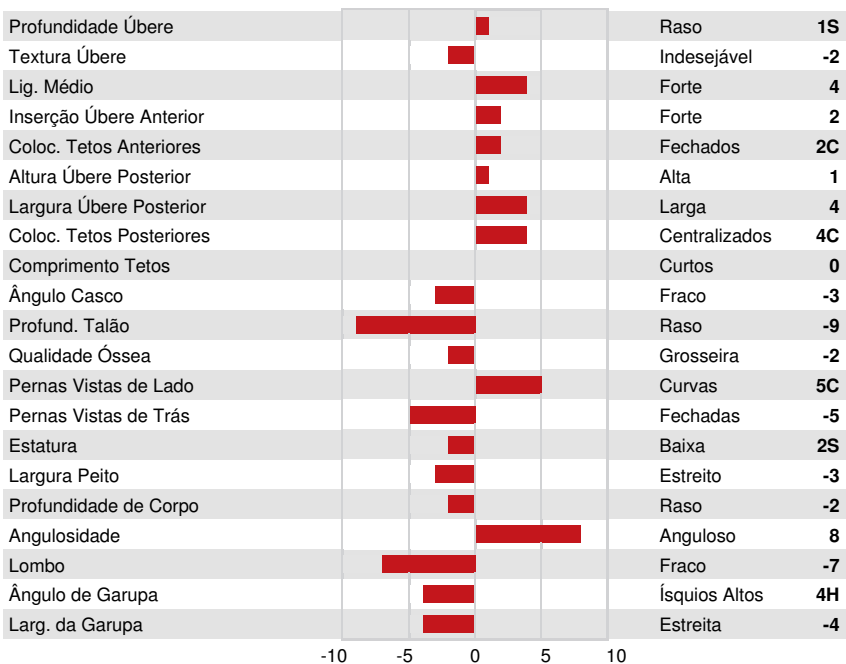 Profundidade Úbere Raso 1S
Textura Úbere Indesejável -2
Lig. Médio Forte 4
Inserção Úbere Anterior Forte 2
Coloc. Tetos Anteriores Fechados 2C
Altura Úbere Posterior Alta 1
Largura Úbere Posterior Larga 4
Coloc. Tetos Posteriores Centralizados 4C
Comprimento Tetos Curtos 0
Ângulo Casco Fraco -3
Profund. Talão Raso -9
Qualidade Óssea Grosseira -2
Pernas Vistas de Lado Curvas 5C
Pernas Vistas de Trás Fechadas -5
Estatura Baixa 2S
Largura Peito Estreito -3
Profundidade de Corpo Raso -2
Angulosidade Anguloso 8
Lombo Fraco -7
Ângulo de Garupa Ísquios Altos 4H
Larg. da Garupa Estreita -4
-10 -5 0 5 10